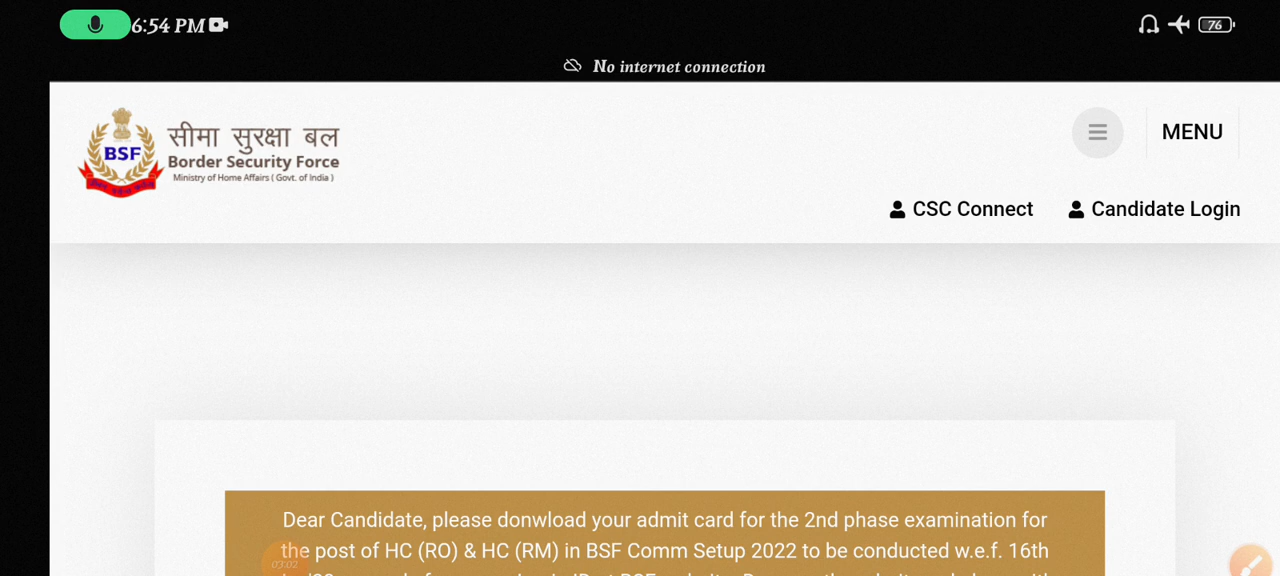 6:54 PM
76
No internet connection
सीमा सुरक्षा बल
BSF
Border Security Force
Ministry of Home Affairs ( Govt. of India )
MENU
CSC Connect
Candidate Login
Dear Candidate, please donwload your admit card for the 2nd phase examination for
the post of HC (RO) & HC (RM) in BSF Comm Setup 2022 to be conducted w.e.f. 16th
03:02